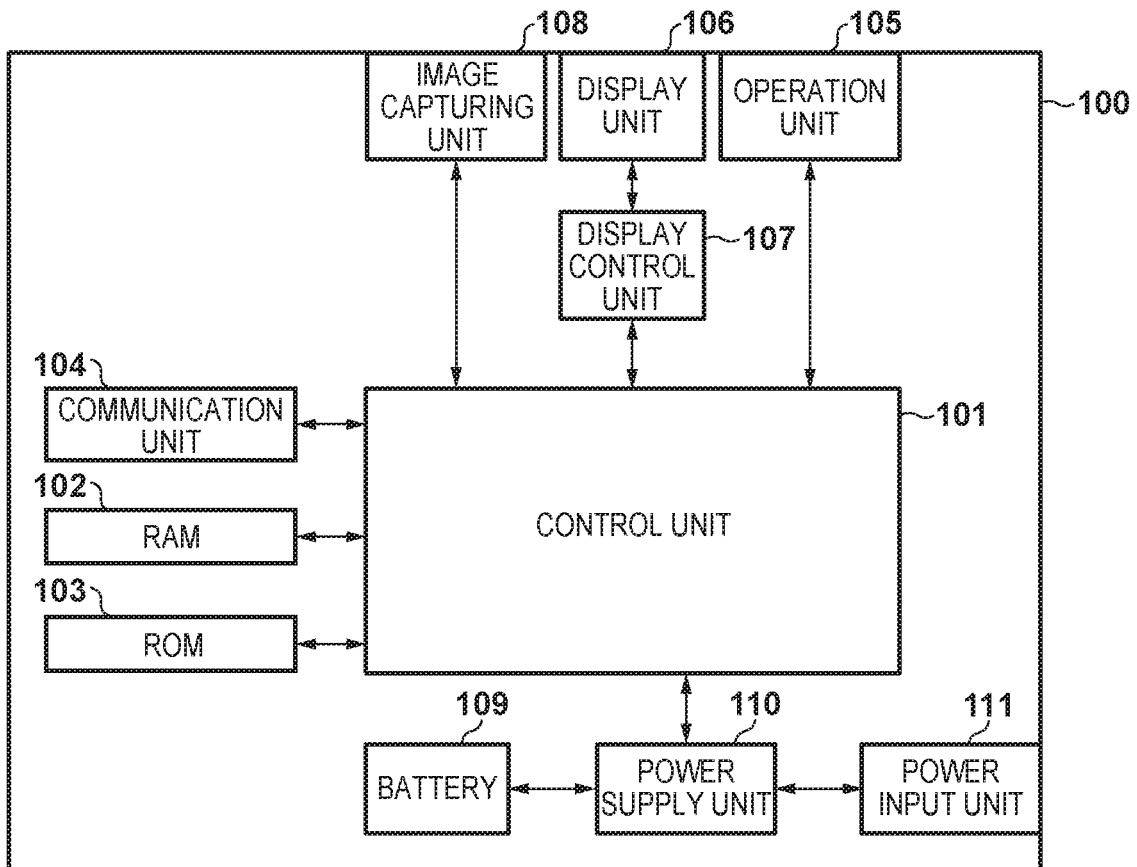 108
106
105
IMAGE
CAPTURING
UNIT
DISPLAY
UNIT
OPERATION
UNIT
100
DISPLAY
CONTROL
UNIT
107
104
COMMUNICATION
UNIT
101
102
RAM
CONTROL UNIT
103
ROM
109
110
111
BATTERY
POWER
SUPPLY UNIT
POWER
INPUT UNIT